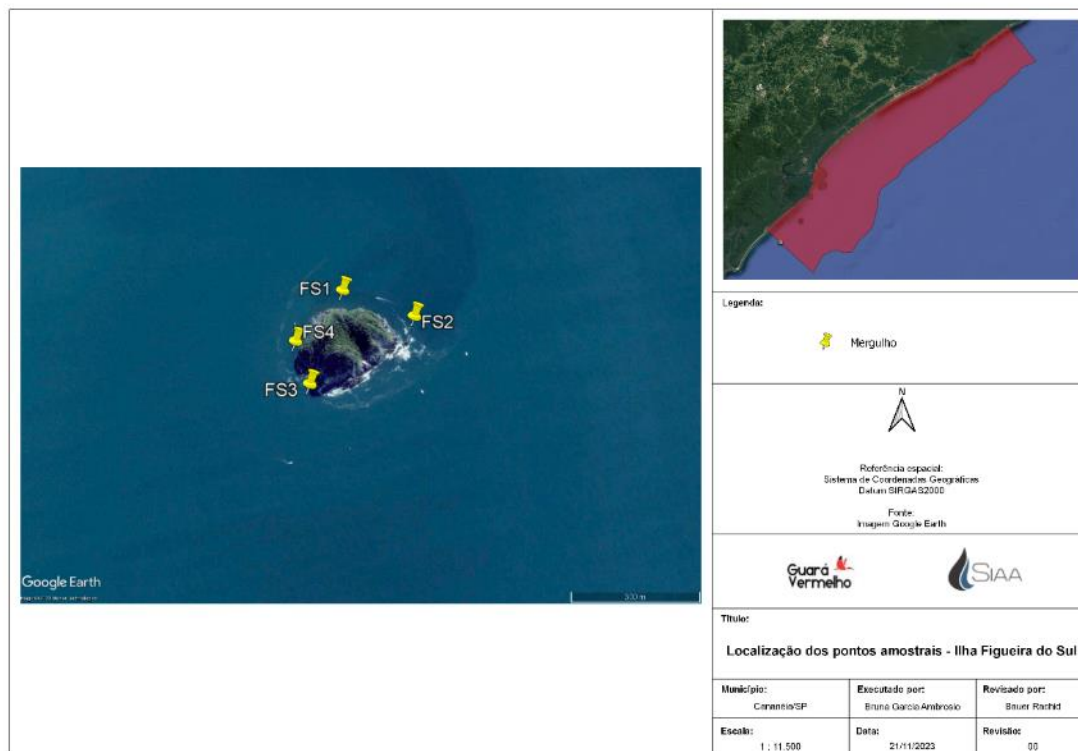 FS1
FS2
FS4
FS3
Google Earth
300 m
Legenda:
Mergulho
N
Referência espacial:
Sistema de Coordenadas Geográficas
Datum SIRGAS2000
Fonte:
Imagem Google Earth
Guará
Vermelho
SIAA
Título:
Localização dos pontos amostrais - Ilha Figueira do Sul
Município:
Cananeia/SP
Executado por:
Bruna Garcia Ambrosio
Revisado por:
Bauer Rachid
Escala:
1 : 11.500
Data:
21/11/2023
Revisão:
00